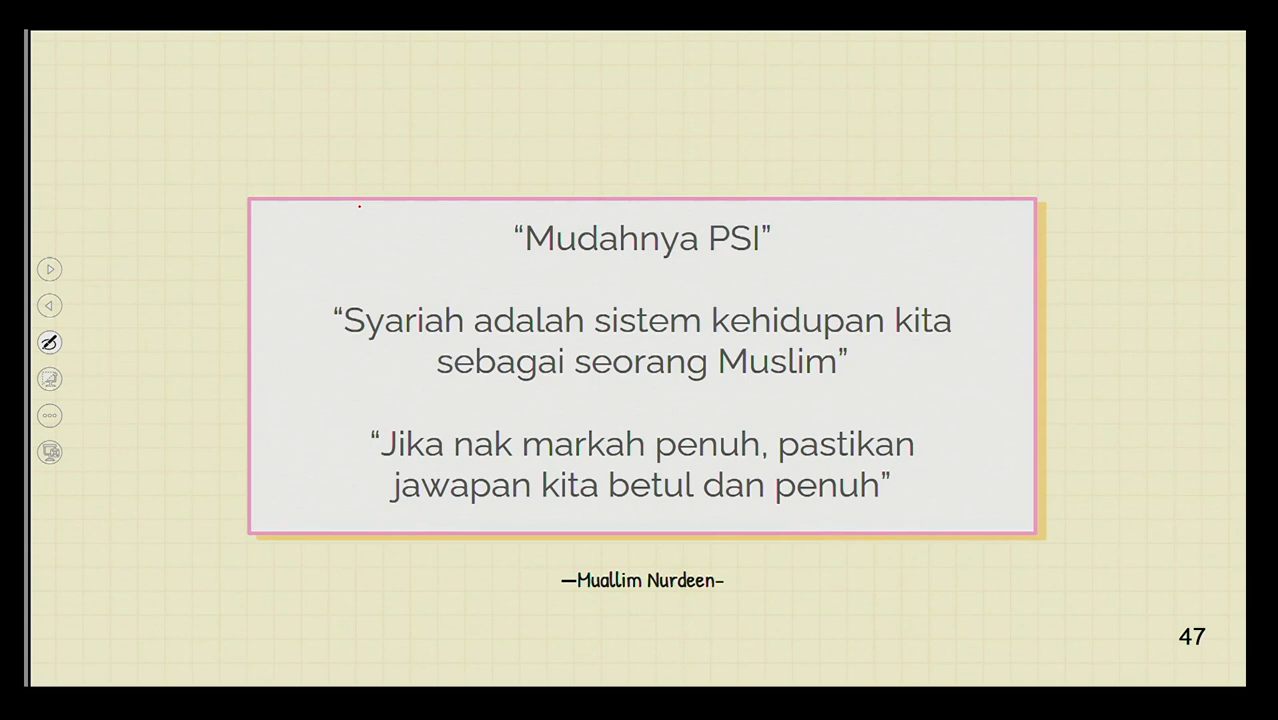 “Mudahnya PSI”
“Syariah adalah sistem kehidupan kita
sebagai seorang Muslim”
“Jika nak markah penuh, pastikan
jawapan kita betul dan penuh”
—Muallim Nurdeen-
47